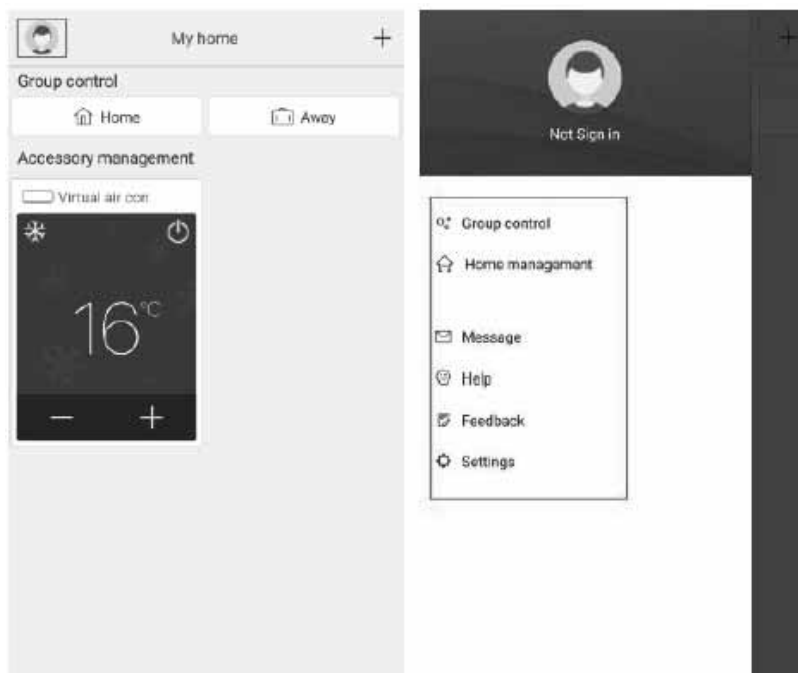 My home
+
Group control
Home
Away
Accessory management
Virtual air con
16°C
− +
Not Sign in
Group control
Home management
Message
Help
Feedback
Settings